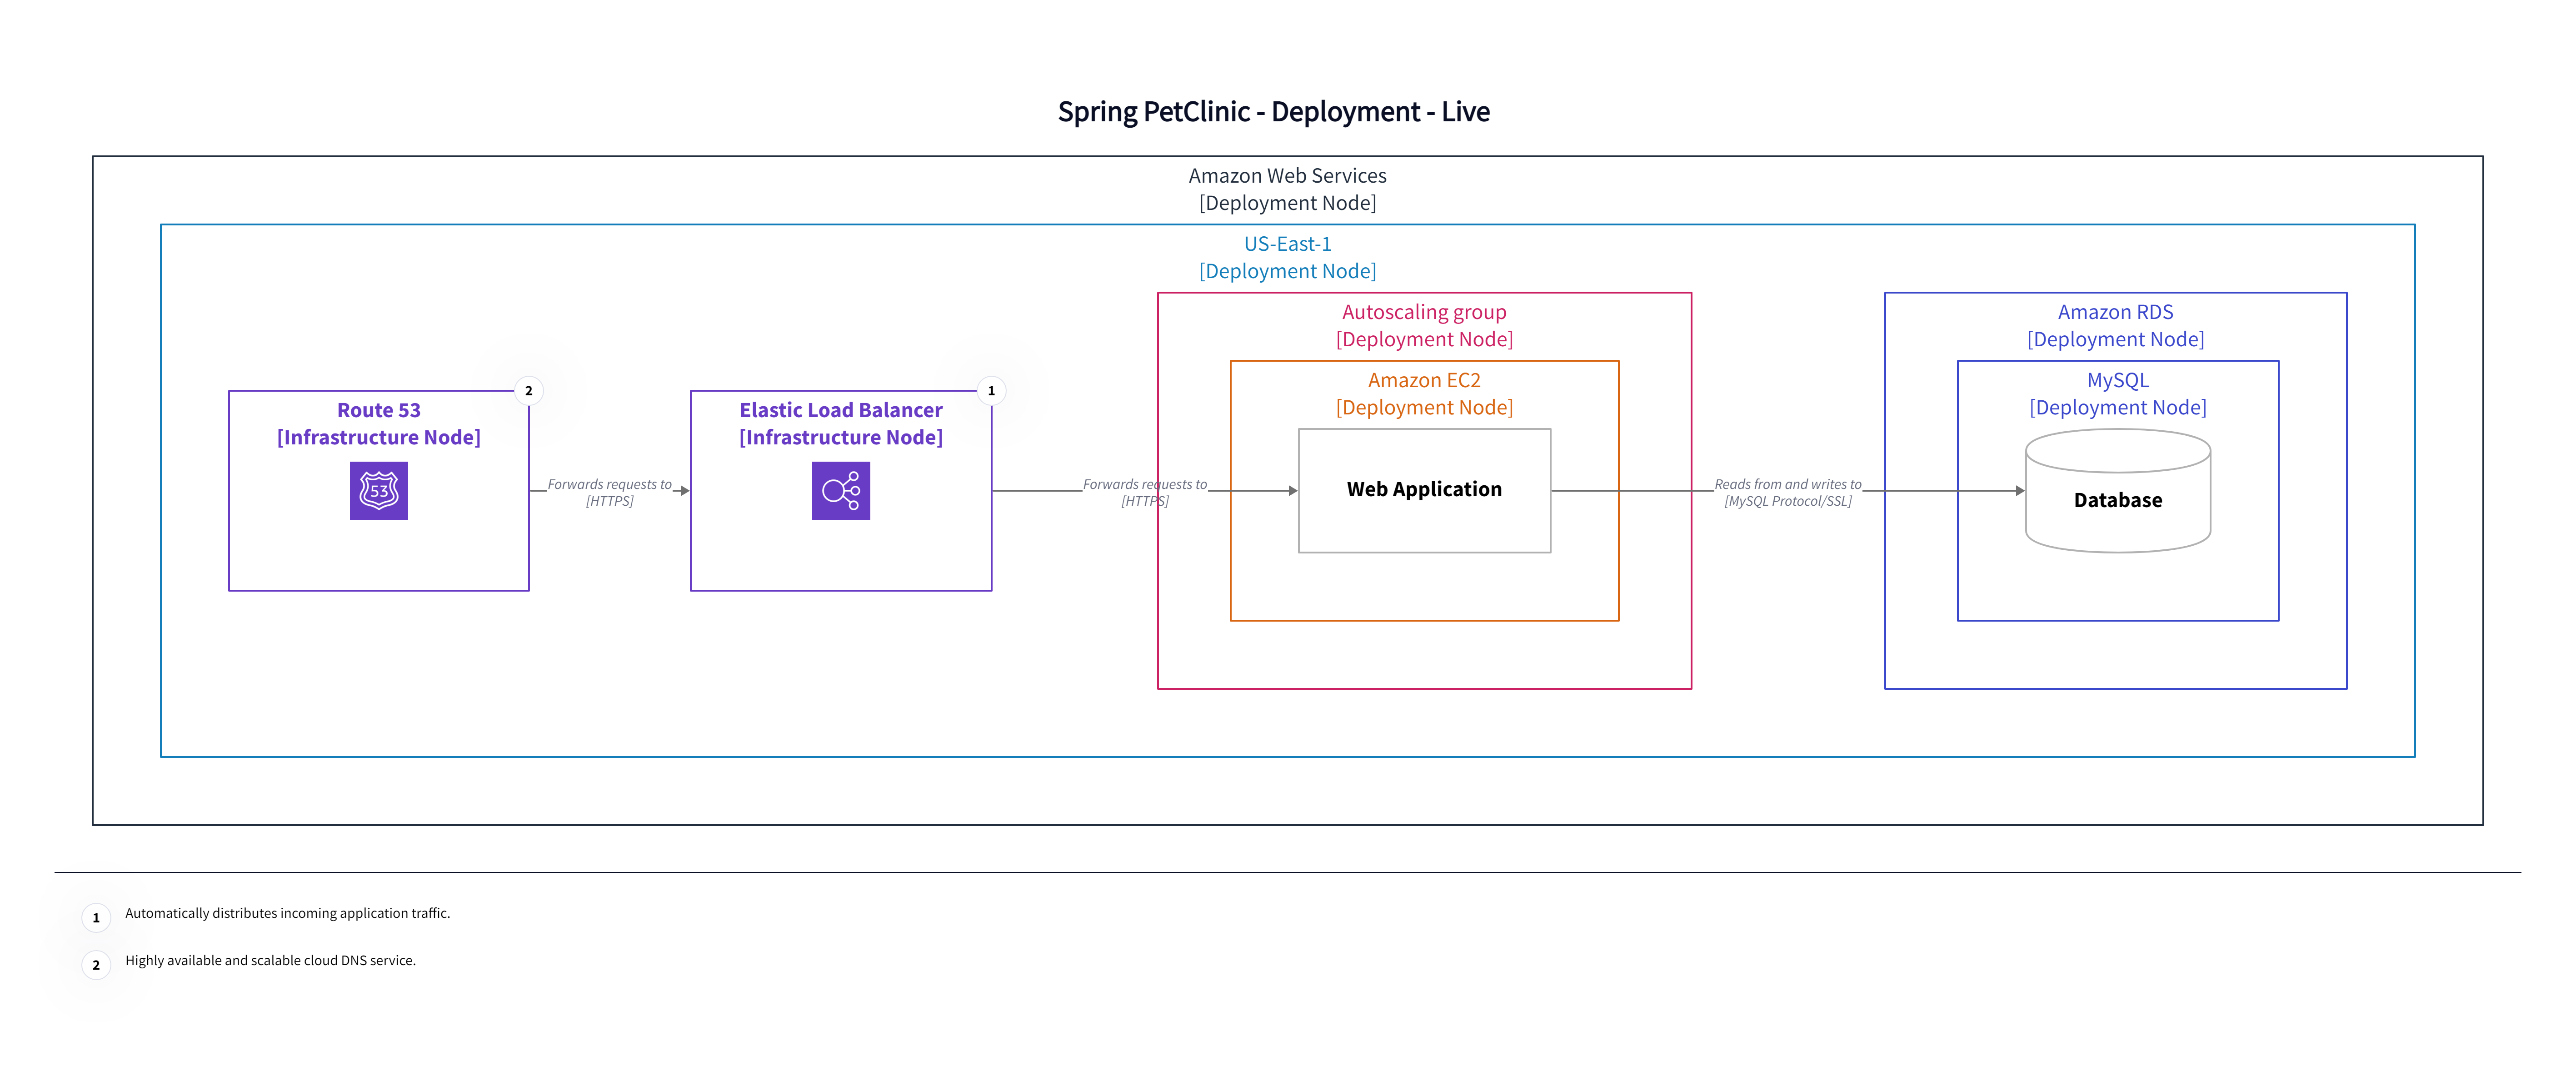 Spring PetClinic - Deployment - Live
Amazon Web Services
[Deployment Node]
US-East-1
[Deployment Node]
Autoscaling group
[Deployment Node]
Amazon RDS
[Deployment Node]
Amazon EC2
[Deployment Node]
MySQL
[Deployment Node]
2
Route 53
[Infrastructure Node]
53
1
Elastic Load Balancer
[Infrastructure Node]
Forwards requests to
[HTTPS]
Forwards requests to
[HTTPS]
Web Application
Reads from and writes to
[MySQL Protocol/SSL]
Database
1 Automatically distributes incoming application traffic.
2 Highly available and scalable cloud DNS service.